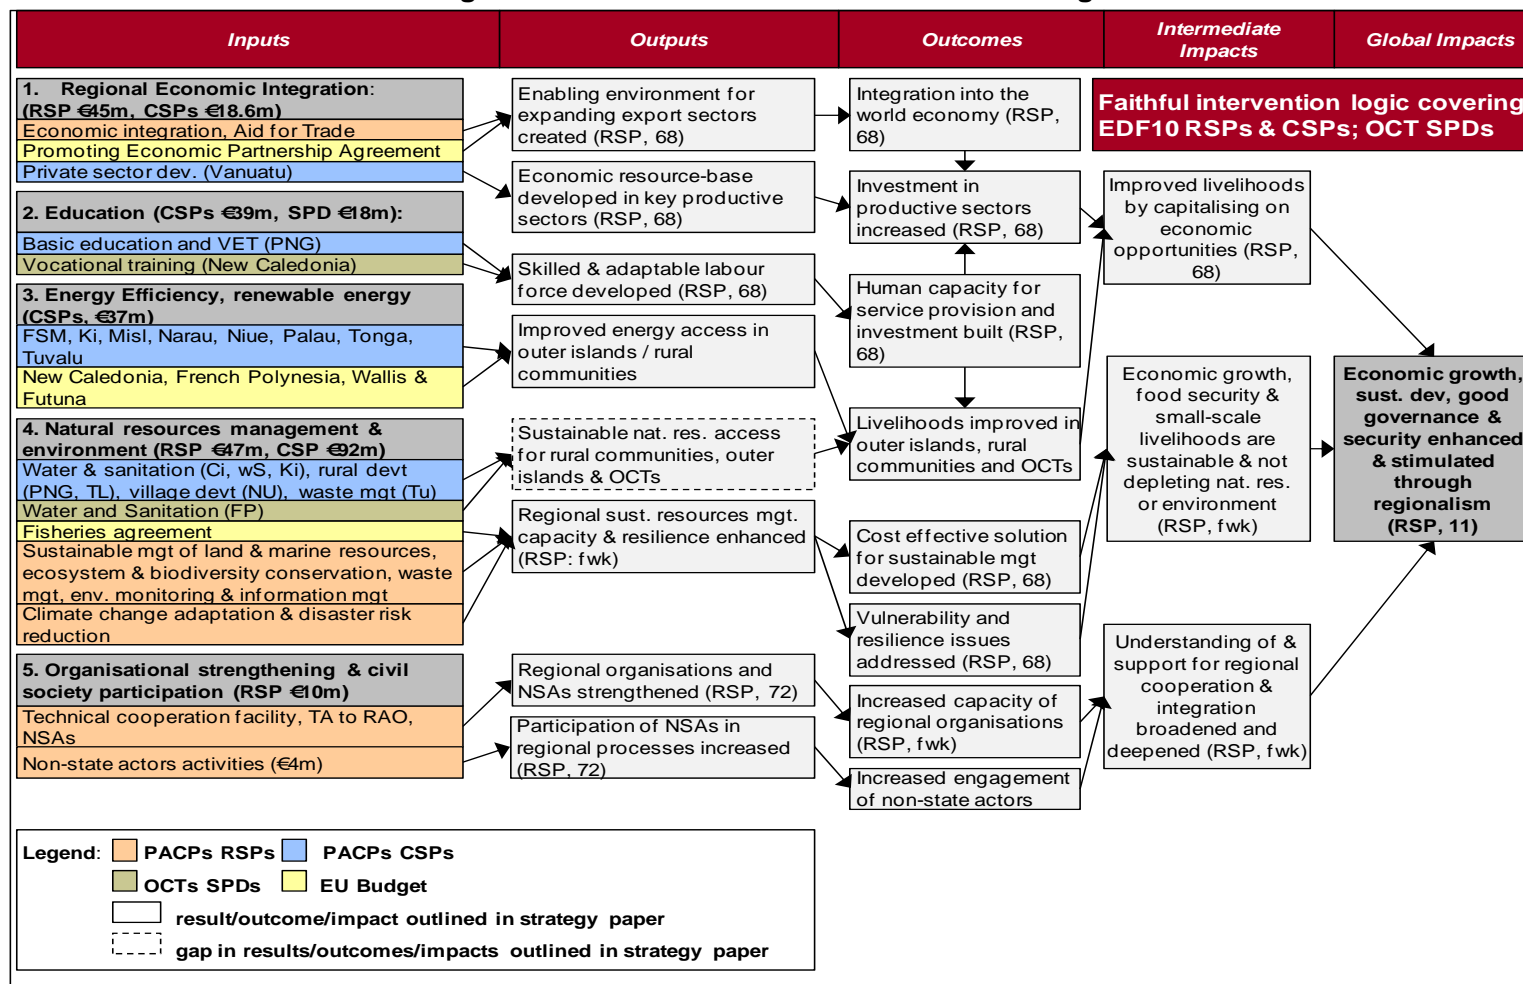 Inputs
Outputs
Outcomes
Intermediate
Impacts
Global Impacts
1. Regional Economic Integration:
(RSP €45m, CSPs €18.6m)
Economic integration, Aid for Trade
Promoting Economic Partnership Agreement
Private sector dev. (Vanuatu)
2. Education (CSPs €39m, SPD €18m):
Basic education and VET (PNG)
Vocational training (New Caledonia)
3. Energy Efficiency, renewable energy
(CSPs, €37m)
FSM, Ki, Misl, Narau, Niue, Palau, Tonga,
Tuvalu
New Caledonia, French Polynesia, Wallis &
Futuna
4. Natural resources management &
environment (RSP €47m, CSP €92m)
Water & sanitation (Ci, wS, Ki), rural devt
(PNG, TL), village devt (NU), waste mgt (Tu)
Water and Sanitation (FP)
Fisheries agreement
Sustainable mgt of land & marine resources,
ecosystem & biodiversity conservation, waste
mgt, env. monitoring & information mgt
Climate change adaptation & disaster risk
reduction
5. Organisational strengthening & civil
society participation (RSP €10m)
Technical cooperation facility, TA to RAO,
NSAs
Non-state actors activities (€4m)
Enabling environment for
expanding export sectors
created (RSP, 68)
Economic resource-base
developed in key productive
sectors (RSP, 68)
Skilled & adaptable labour
force developed (RSP, 68)
Improved energy access in
outer islands / rural
communities
Sustainable nat. res. access
for rural communities, outer
islands & OCTs
Regional sust. resources mgt.
capacity & resilience enhanced
(RSP: fwk)
Regional organisations and
NSAs strengthened (RSP, 72)
Participation of NSAs in
regional processes increased
(RSP, 72)
Integration into the
world economy (RSP,
68)
Investment in
productive sectors
increased (RSP, 68)
Human capacity for
service provision and
investment built (RSP,
68)
Livelihoods improved in
outer islands, rural
communities and OCTs
Cost effective solution
for sustainable mgt
developed (RSP, 68)
Vulnerability and
resilience issues
addressed (RSP, 68)
Increased capacity of
regional organisations
(RSP, fwk)
Increased engagement
of non-state actors
Faithful intervention logic covering
EDF10 RSPs & CSPs; OCT SPDs
Improved livelihoods
by capitalising on
economic
opportunities (RSP,
68)
Economic growth,
food security &
small-scale
livelihoods are
sustainable & not
depleting nat. res.
or environment
(RSP, fwk)
Understanding of &
support for regional
cooperation &
integration
broadened and
deepened (RSP, fwk)
Economic growth,
sust. dev, good
governance &
security enhanced
& stimulated
through
regionalism
(RSP, 11)
Legend: PACPs RSPs PACPs CSPs
OCTs SPDs EU Budget
result/outcome/impact outlined in strategy paper
gap in results/outcomes/impacts outlined in strategy paper